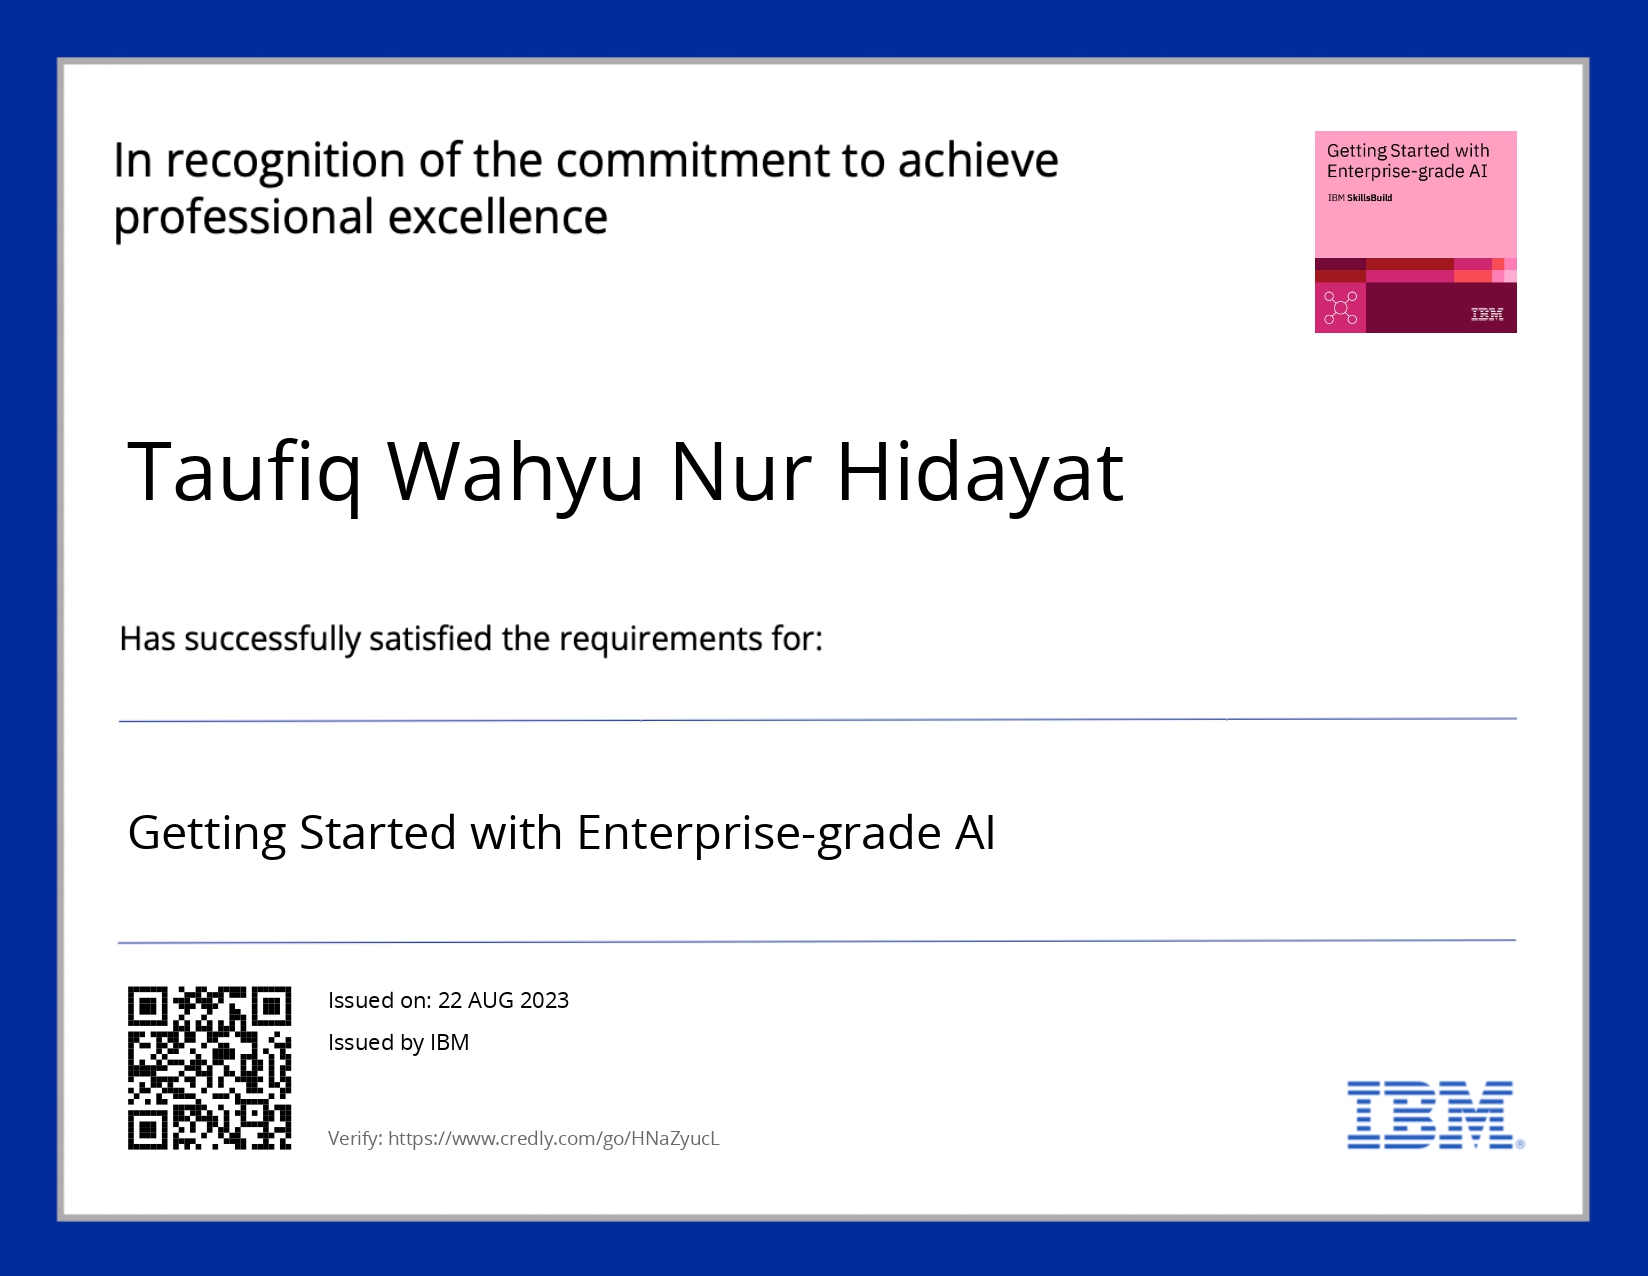 In recognition of the commitment to achieve
professional excellence
Getting Started with
Enterprise-grade AI
IBM SkillsBuild
IBM
Taufiq Wahyu Nur Hidayat
Has successfully satisfied the requirements for:
Getting Started with Enterprise-grade AI
Issued on: 22 AUG 2023
Issued by IBM
Verify: https://www.credly.com/go/HNaZyucL
IBM®